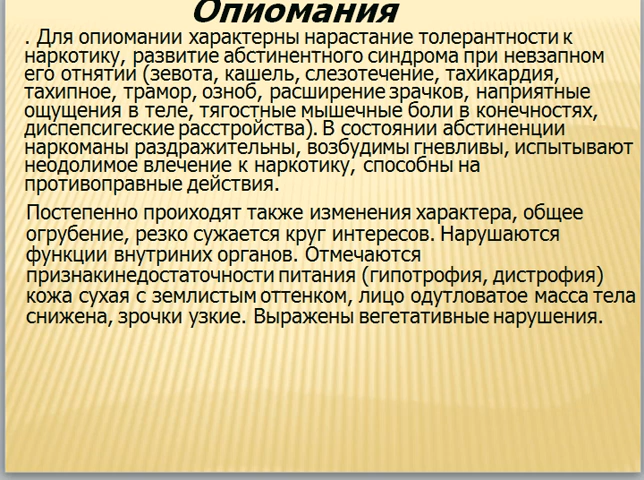 Опиомания
. Для опиомании характерны нарастание толерантности к
наркотику, развитие абстинентного синдрома при невзапном
его отнятии (зевота, кашель, слезотечение, тахикардия,
тахипное, трамор, озноб, расширение зрачков, наприятные
ощущения в теле, тягостные мышечные боли в конечностях,
диспепсигеские расстройства). В состоянии абстиненции
наркоманы раздражительны, возбудимы гневливы, испытывают
неодолимое влечение к наркотику, способны на
противоправные действия.
Постепенно проиходят также изменения характера, общее
огрубение, резко сужается круг интересов. Нарушаются
функции внутриних органов. Отмечаются
признакинедостаточности питания (гипотрофия, дистрофия)
кожа сухая с землистым оттенком, лицо одутловатое масса тела
снижена, зрочки узкие. Выражены вегетативные нарушения.